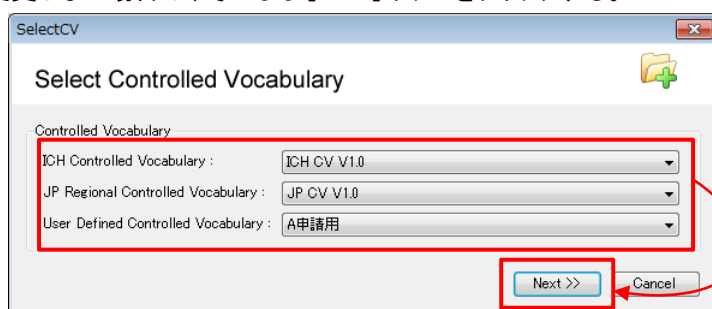 SelectCV
Select Controlled Vocabulary
Controlled Vocabulary
ICH Controlled Vocabulary :
ICH CV V1.0
JP Regional Controlled Vocabulary :
JP CV V1.0
User Defined Controlled Vocabulary :
A申請用
Next >>
Cancel